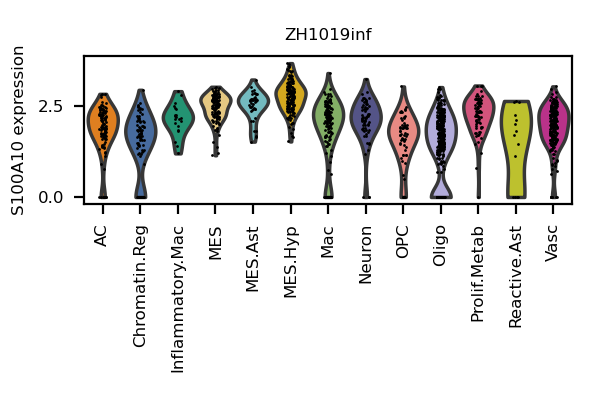 ZH1019inf
S100A10 expression
2.5
0.0
AC
Chromatin.Reg
Inflammatory.Mac
MES
MES.Ast
MES.Hyp
Mac
Neuron
OPC
Oligo
Prolif.Metab
Reactive.Ast
Vasc